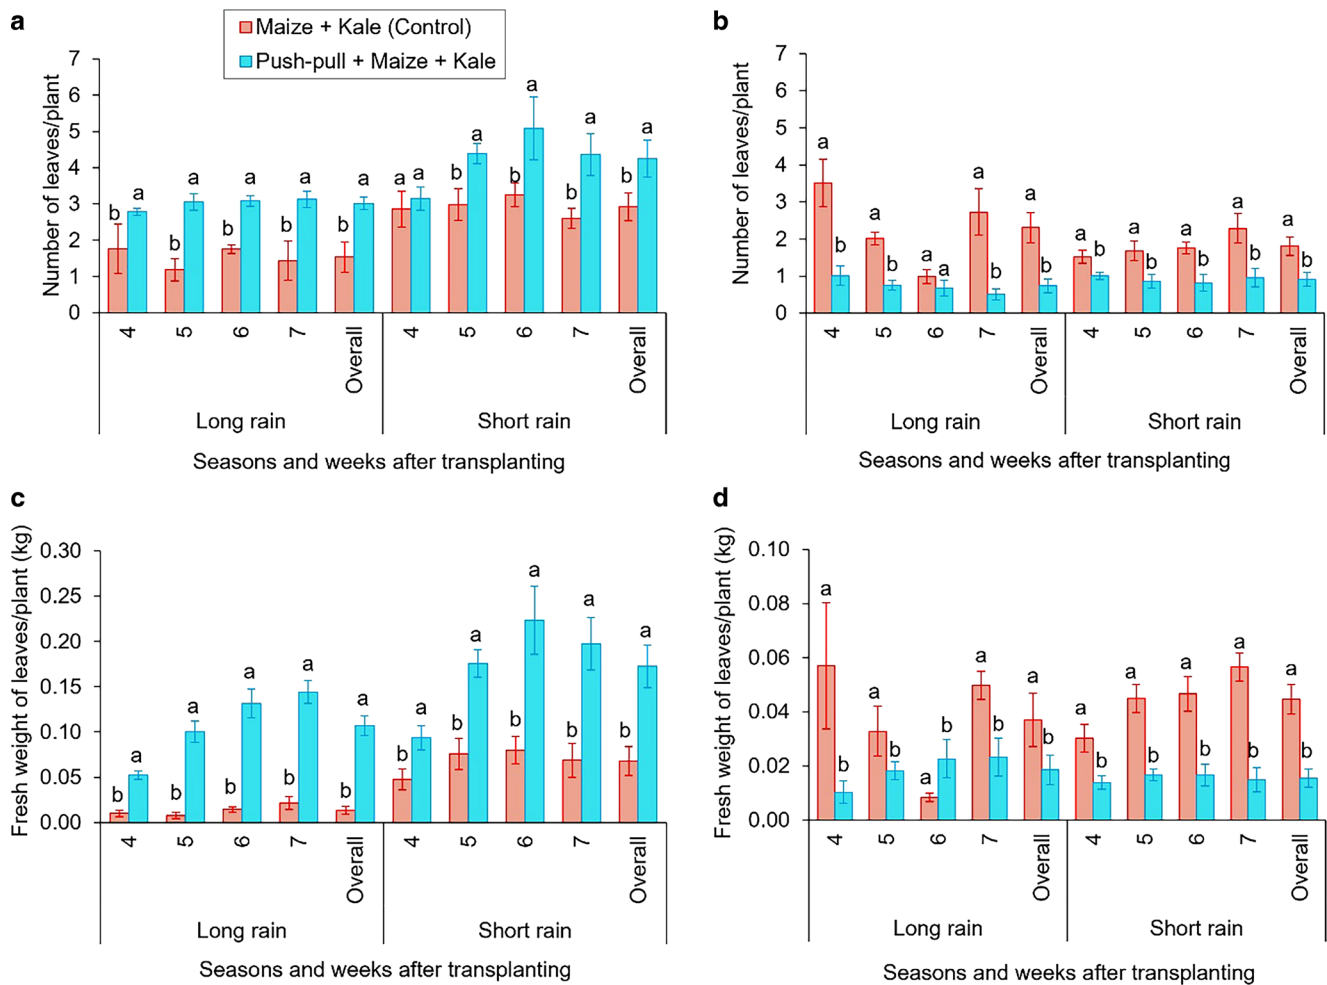 a
Maize + Kale (Control)
Push-pull + Maize + Kale
Number of leaves/plant
7
6
5
4
3
2
1
0
b a b a b a b a b a a a b a b a b a b a
4 5 6 7 Overall 4 5 6 7 Overall
Long rain Short rain
Seasons and weeks after transplanting
b
Number of leaves/plant
7
6
5
4
3
2
1
0
a b a b a a a b a b a b a b a b a b a b
4 5 6 7 Overall 4 5 6 7 Overall
Long rain Short rain
Seasons and weeks after transplanting
c
Fresh weight of leaves/plant (kg)
0.30
0.25
0.20
0.15
0.10
0.05
0.00
b a b a b a b a b a b a b a b a b a b a
4 5 6 7 Overall 4 5 6 7 Overall
Long rain Short rain
Seasons and weeks after transplanting
d
Fresh weight of leaves/plant (kg)
0.10
0.08
0.06
0.04
0.02
0.00
a b a b a b a b a b a b a b a b a b a b
4 5 6 7 Overall 4 5 6 7 Overall
Long rain Short rain
Seasons and weeks after transplanting